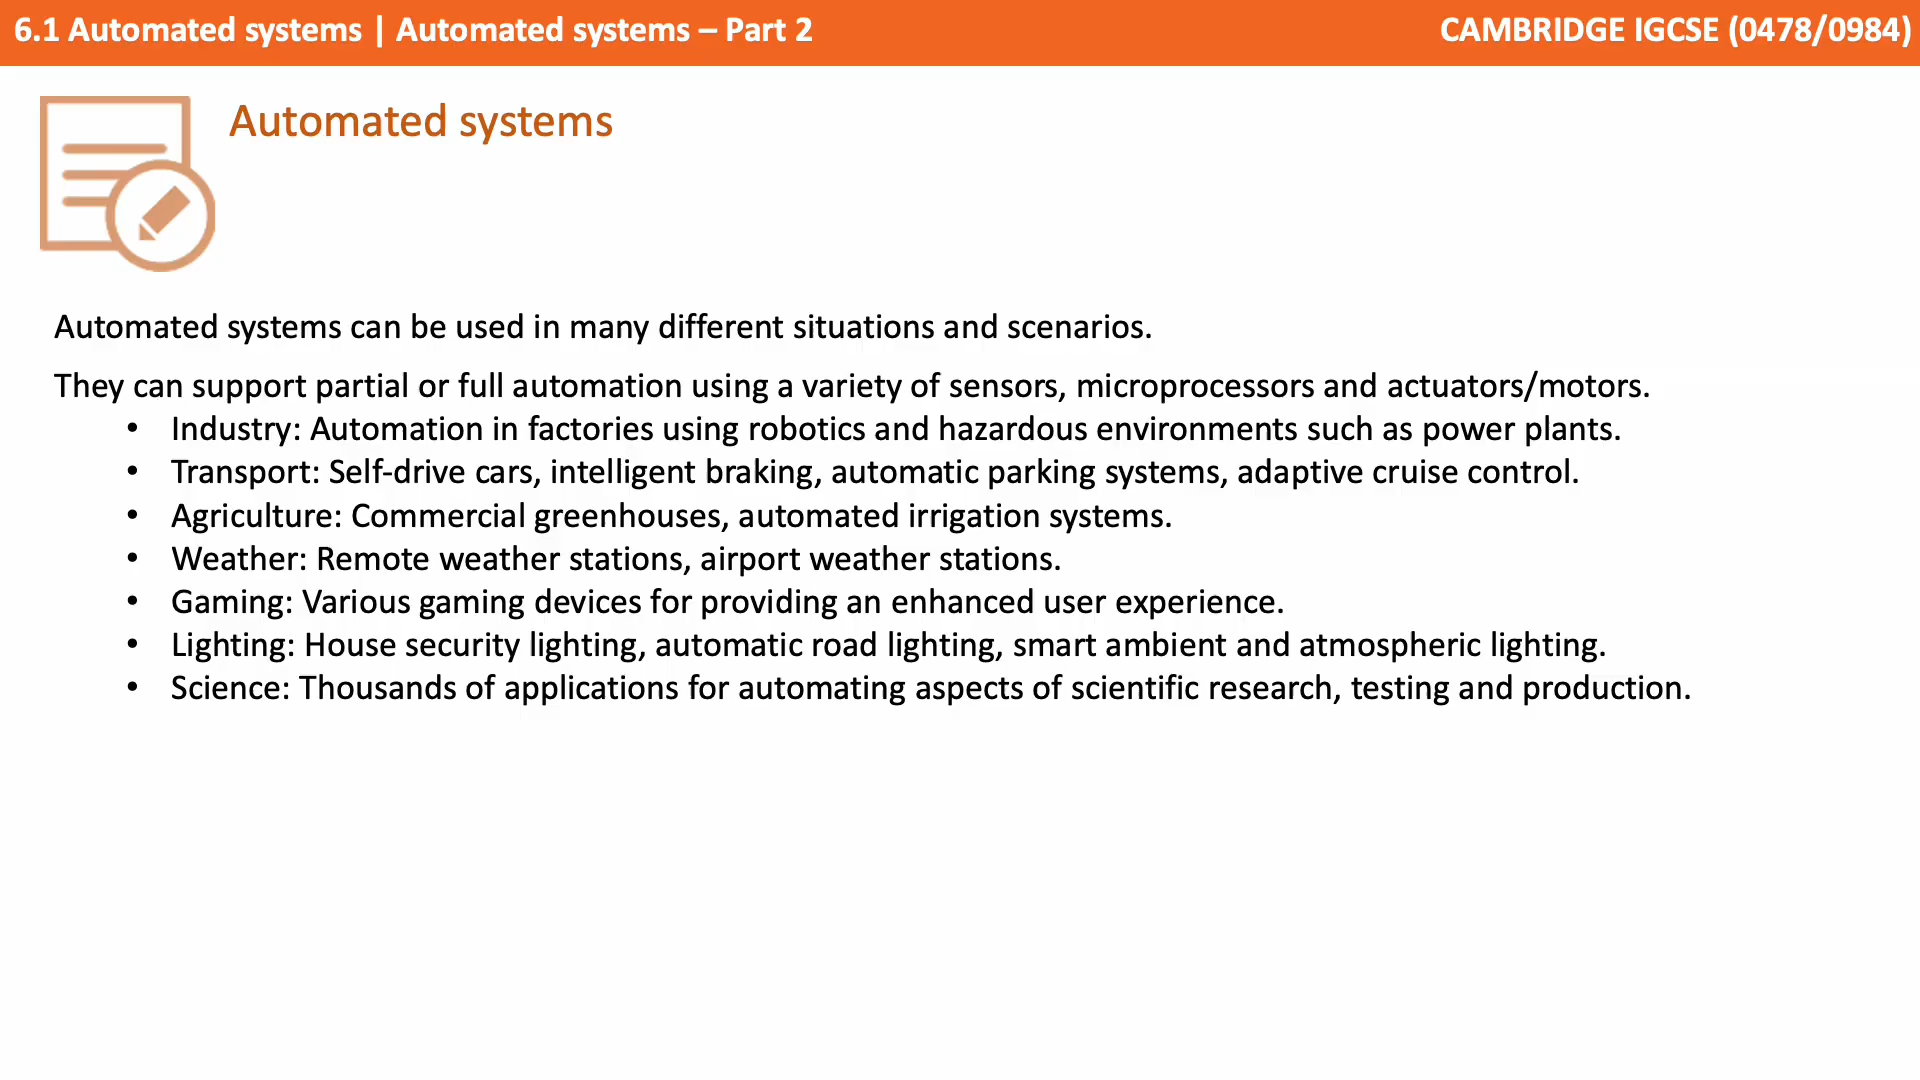 6.1 Automated systems | Automated systems – Part 2
CAMBRIDGE IGCSE (0478/0984)
Automated systems
Automated systems can be used in many different situations and scenarios.
They can support partial or full automation using a variety of sensors, microprocessors and actuators/motors.
• Industry: Automation in factories using robotics and hazardous environments such as power plants.
• Transport: Self-drive cars, intelligent braking, automatic parking systems, adaptive cruise control.
• Agriculture: Commercial greenhouses, automated irrigation systems.
• Weather: Remote weather stations, airport weather stations.
• Gaming: Various gaming devices for providing an enhanced user experience.
• Lighting: House security lighting, automatic road lighting, smart ambient and atmospheric lighting.
• Science: Thousands of applications for automating aspects of scientific research, testing and production.